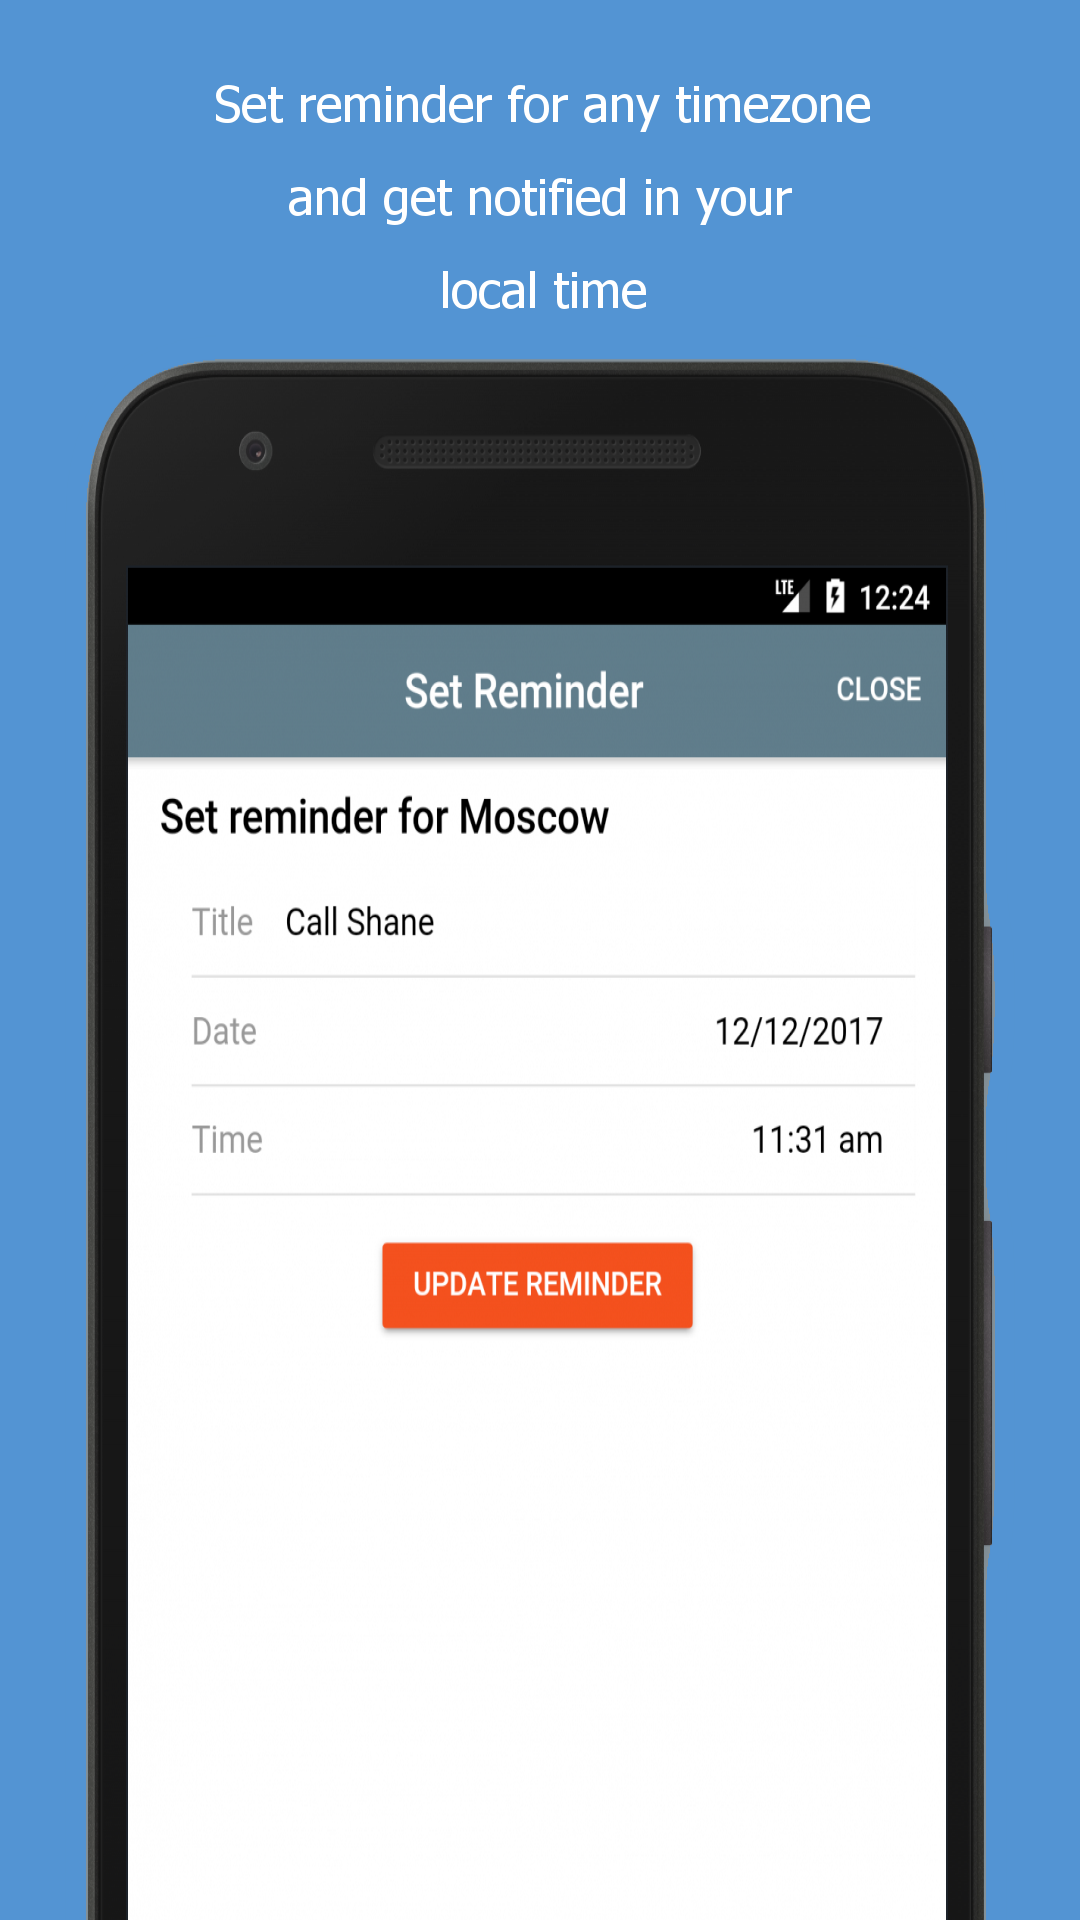 Set reminder for any timezone
and get notified in your
local time
LTE 12:24
Set Reminder CLOSE
Set reminder for Moscow
Title Call Shane
Date 12/12/2017
Time 11:31 am
UPDATE REMINDER